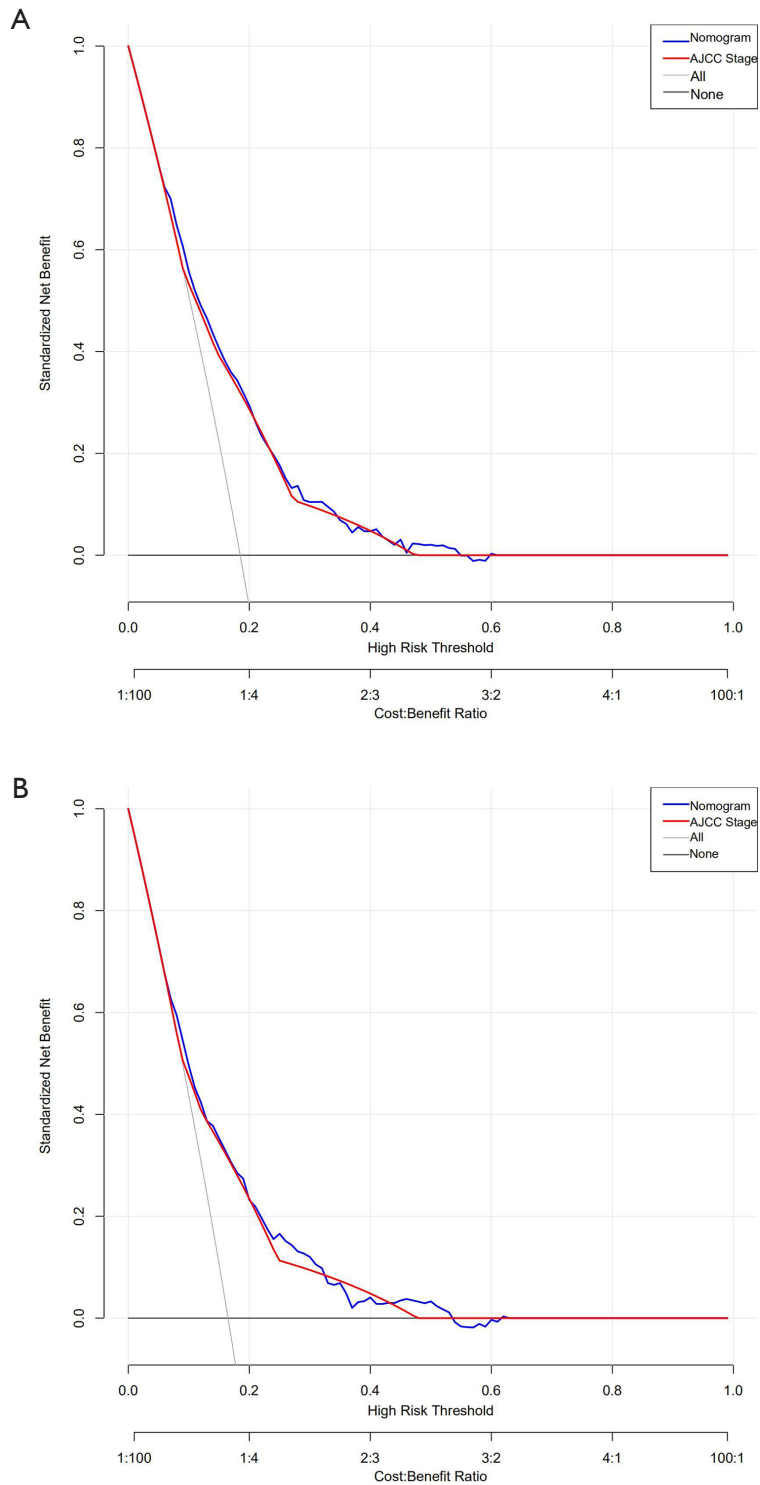 A
Nomogram
AJCC Stage
All
None
1.0
0.8
0.6
0.4
0.2
0.0
Standardized Net Benefit
0.0 0.2 0.4 0.6 0.8 1.0
High Risk Threshold
1:100 1:4 2:3 3:2 4:1 100:1
Cost:Benefit Ratio
B
Nomogram
AJCC Stage
All
None
1.0
0.8
0.6
0.4
0.2
0.0
Standardized Net Benefit
0.0 0.2 0.4 0.6 0.8 1.0
High Risk Threshold
1:100 1:4 2:3 3:2 4:1 100:1
Cost:Benefit Ratio